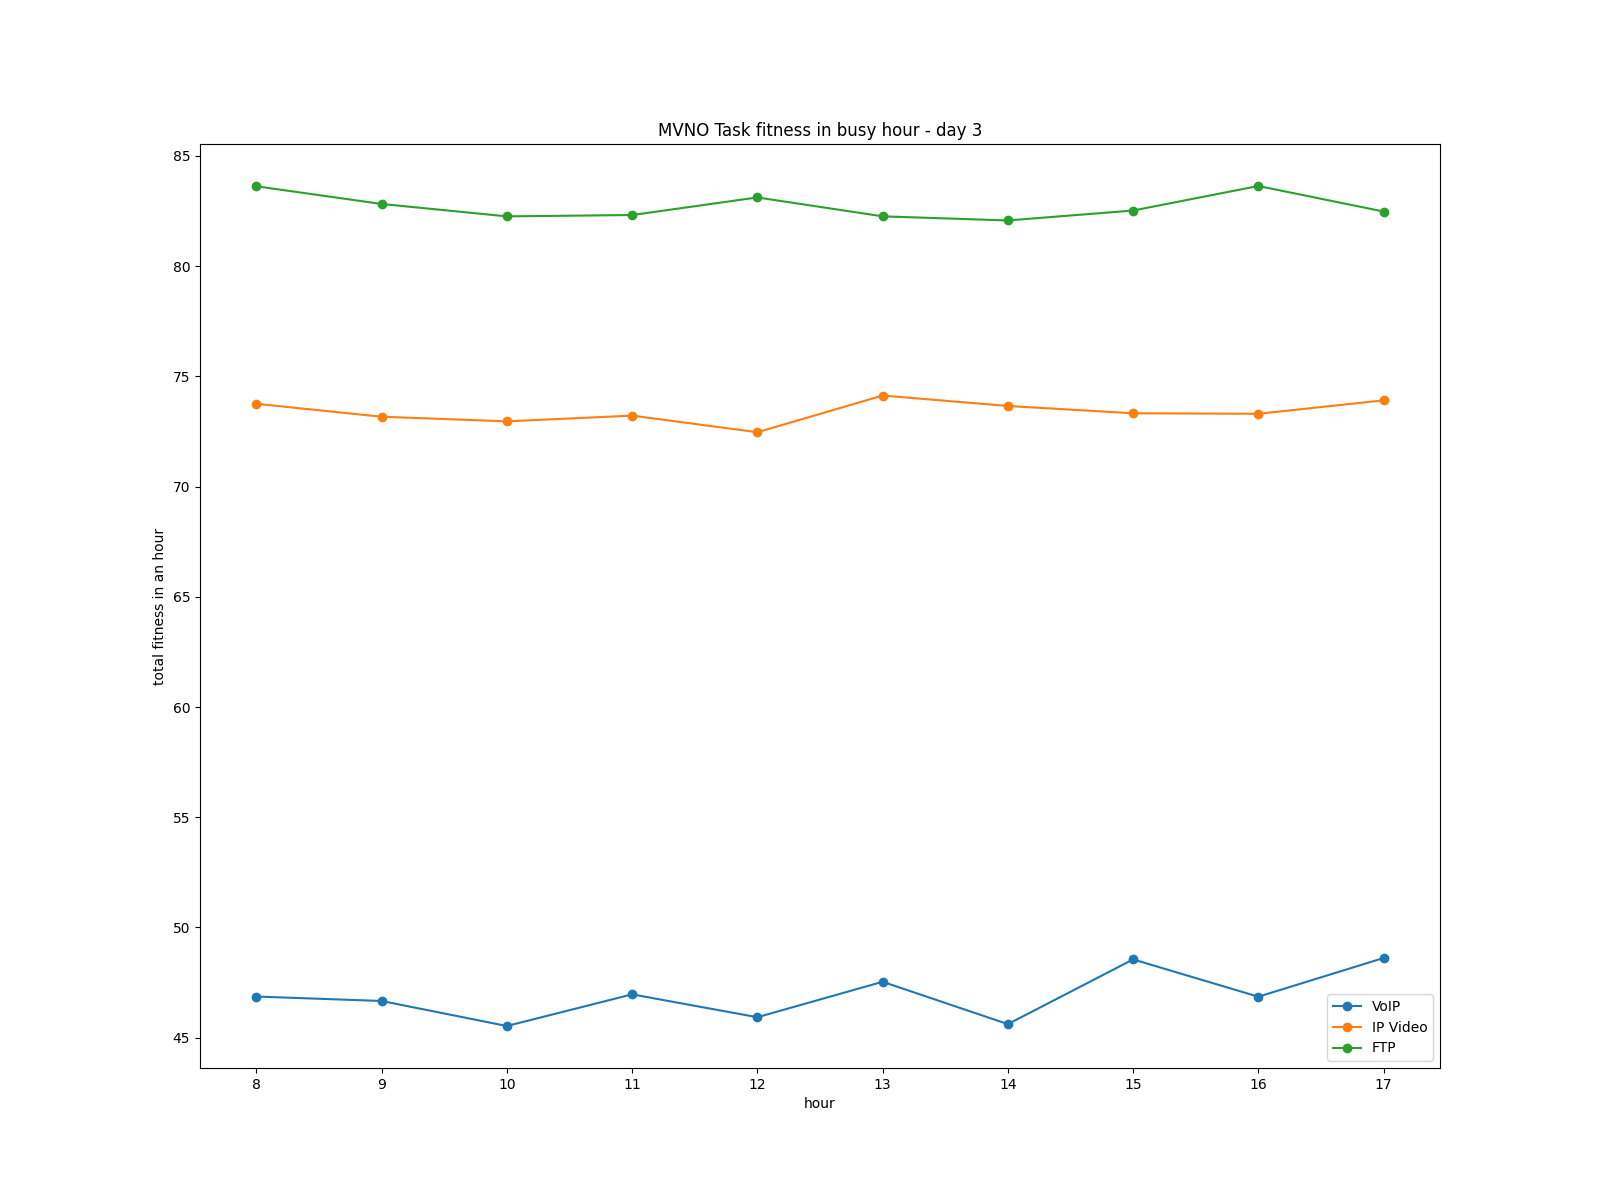 MVNO Task fitness in busy hour - day 3
85
80
75
70
65
60
55
50
45
total fitness in an hour
8 9 10 11 12 13 14 15 16 17
hour
VoIP
IP Video
FTP